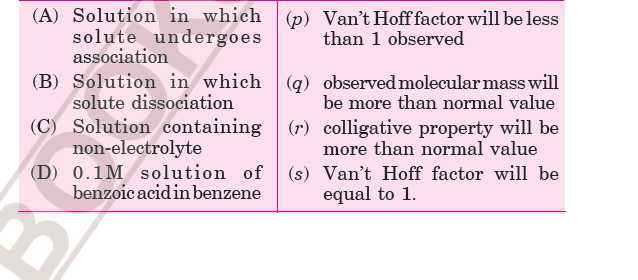 (A) Solution in which (p) Van't Hoff factor will be less
solute undergoes than 1 observed
association
(B) Solution in which (q) observed molecular mass will
solute dissociation be more than normal value
(C) Solution containing (r) colligative property will be
non-electrolyte more than normal value
(D) 0.1M solution of (s) Van't Hoff factor will be
benzoic acid in benzene equal to 1.
BOOK